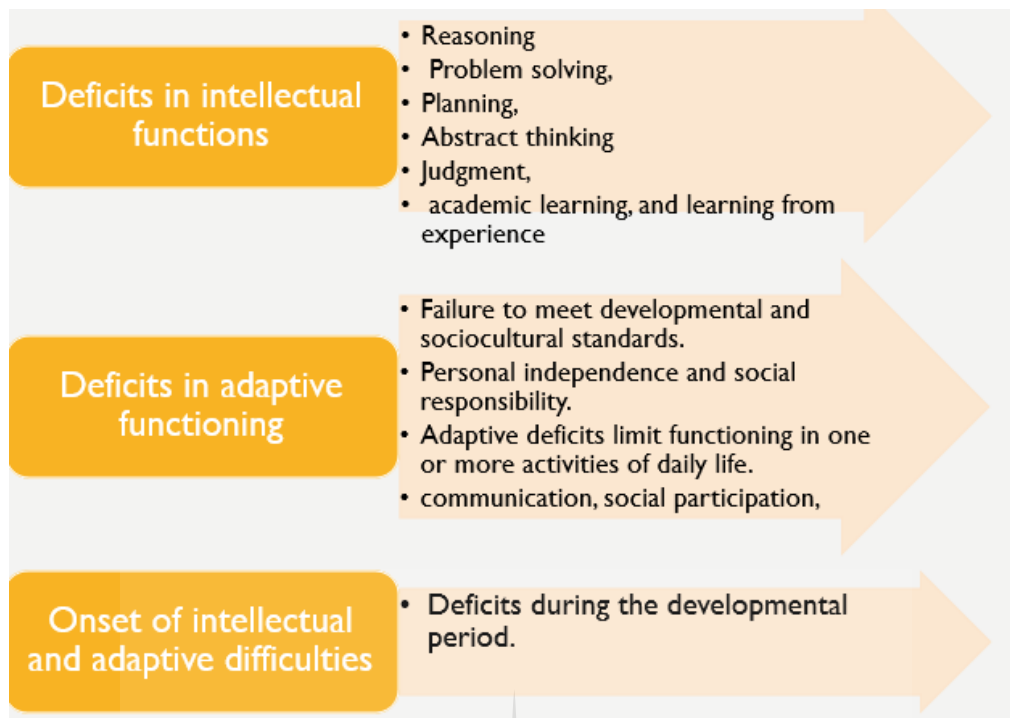 Deficits in intellectual
functions
• Reasoning
• Problem solving,
• Planning,
• Abstract thinking
• Judgment,
• academic learning, and learning from
experience
Deficits in adaptive
functioning
• Failure to meet developmental and
sociocultural standards.
• Personal independence and social
responsibility.
• Adaptive deficits limit functioning in one
or more activities of daily life.
• communication, social participation,
Onset of intellectual
and adaptive difficulties
• Deficits during the developmental
period.